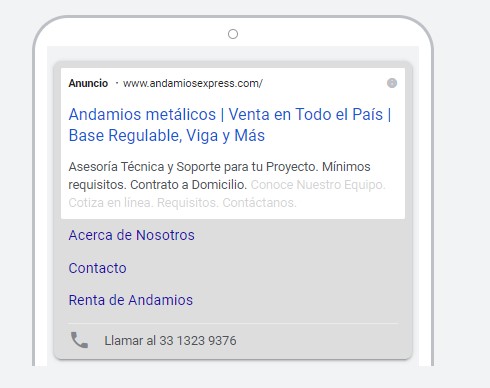 Anuncio · www.andamiosexpress.com/
Andamios metálicos | Venta en Todo el País |
Base Regulable, Viga y Más
Asesoría Técnica y Soporte para tu Proyecto. Mínimos
requisitos. Contrato a Domicilio. Conoce Nuestro Equipo.
Cotiza en línea. Requisitos. Contáctanos.
Acerca de Nosotros
Contacto
Renta de Andamios
Llamar al 33 1323 9376